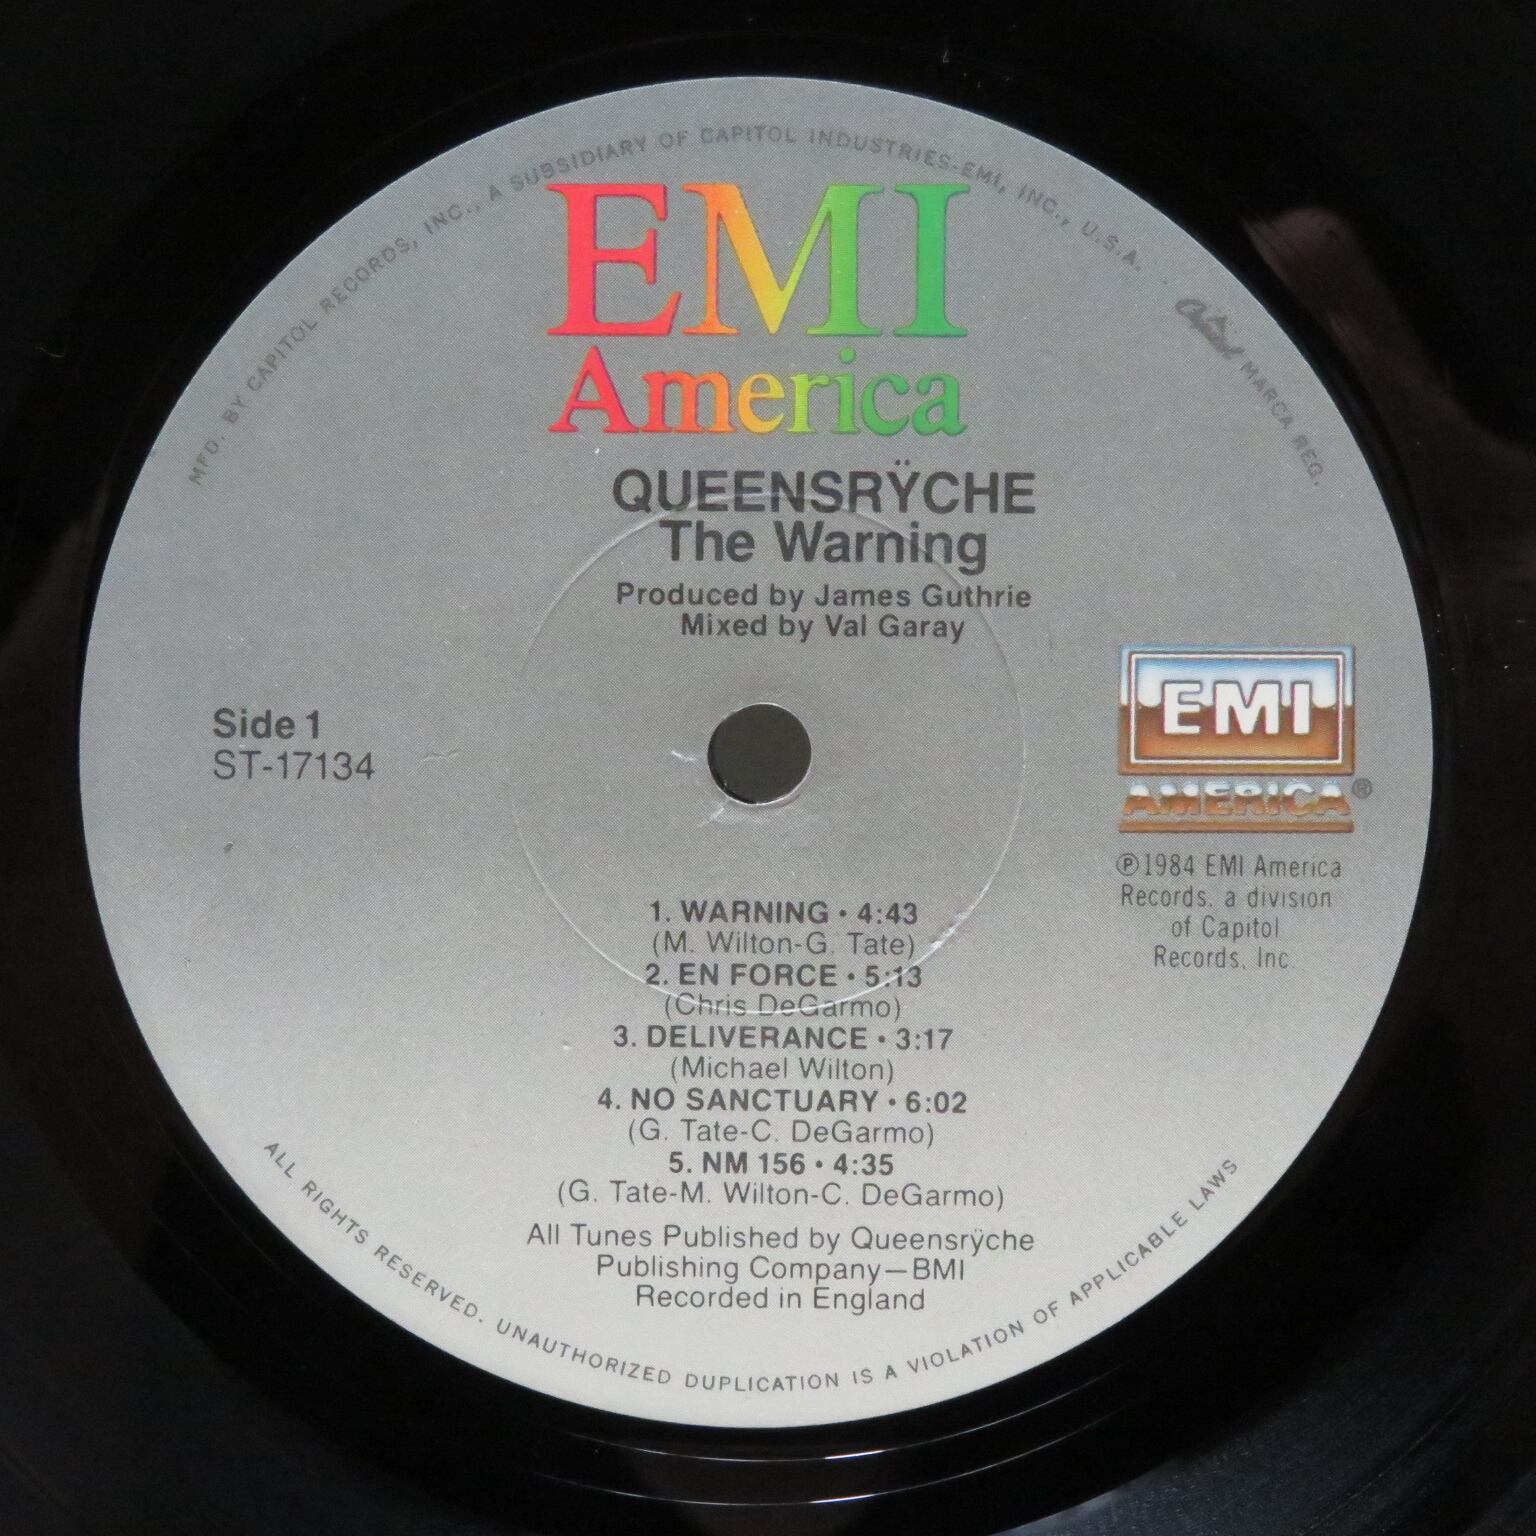 MFD. BY CAPITOL RECORDS, INC., A SUBSIDIARY OF CAPITOL INDUSTRIES-EMI, INC., U.S.A.
Capitol MARCA REG.
EMI
America
QUEENSRŸCHE
The Warning
Produced by James Guthrie
Mixed by Val Garay
Side 1
ST-17134
EMI
AMERICA®
℗1984 EMI America
Records, a division
of Capitol
Records, Inc.
1. WARNING • 4:43
(M. Wilton-G. Tate)
2. EN FORCE • 5:13
(Chris DeGarmo)
3. DELIVERANCE • 3:17
(Michael Wilton)
4. NO SANCTUARY • 6:02
(G. Tate-C. DeGarmo)
5. NM 156 • 4:35
(G. Tate-M. Wilton-C. DeGarmo)
All Tunes Published by Queensrÿche
Publishing Company—BMI
Recorded in England
ALL RIGHTS RESERVED. UNAUTHORIZED DUPLICATION IS A VIOLATION OF APPLICABLE LAWS